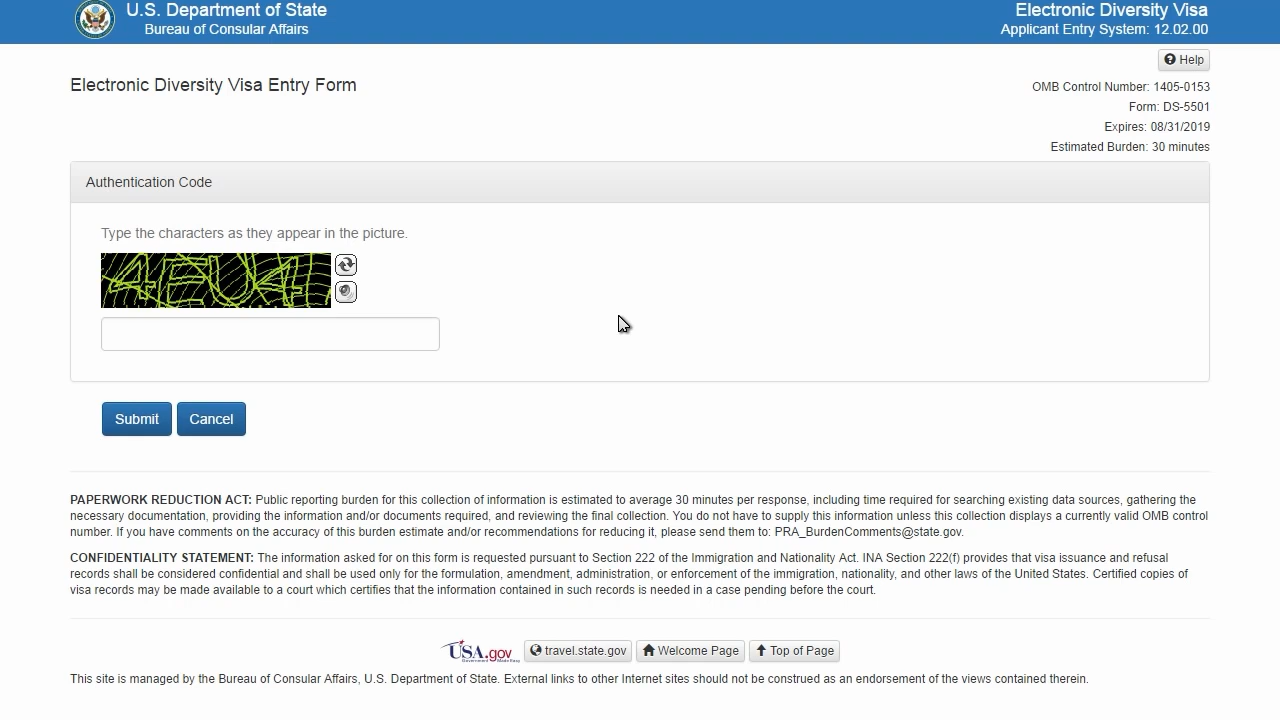 U.S. Department of State
Bureau of Consular Affairs
Electronic Diversity Visa
Applicant Entry System: 12.02.00
Help
Electronic Diversity Visa Entry Form
OMB Control Number: 1405-0153
Form: DS-5501
Expires: 08/31/2019
Estimated Burden: 30 minutes
Authentication Code
Type the characters as they appear in the picture.
Submit
Cancel
PAPERWORK REDUCTION ACT: Public reporting burden for this collection of information is estimated to average 30 minutes per response, including time required for searching existing data sources, gathering the
necessary documentation, providing the information and/or documents required, and reviewing the final collection. You do not have to supply this information unless this collection displays a currently valid OMB control
number. If you have comments on the accuracy of this burden estimate and/or recommendations for reducing it, please send them to: PRA_BurdenComments@state.gov.
CONFIDENTIALITY STATEMENT: The information asked for on this form is requested pursuant to Section 222 of the Immigration and Nationality Act. INA Section 222(f) provides that visa issuance and refusal
records shall be considered confidential and shall be used only for the formulation, amendment, administration, or enforcement of the immigration, nationality, and other laws of the United States. Certified copies of
visa records may be made available to a court which certifies that the information contained in such records is needed in a case pending before the court.
USA.gov
Government Made Easy
travel.state.gov
Welcome Page
Top of Page
This site is managed by the Bureau of Consular Affairs, U.S. Department of State. External links to other Internet sites should not be construed as an endorsement of the views contained therein.